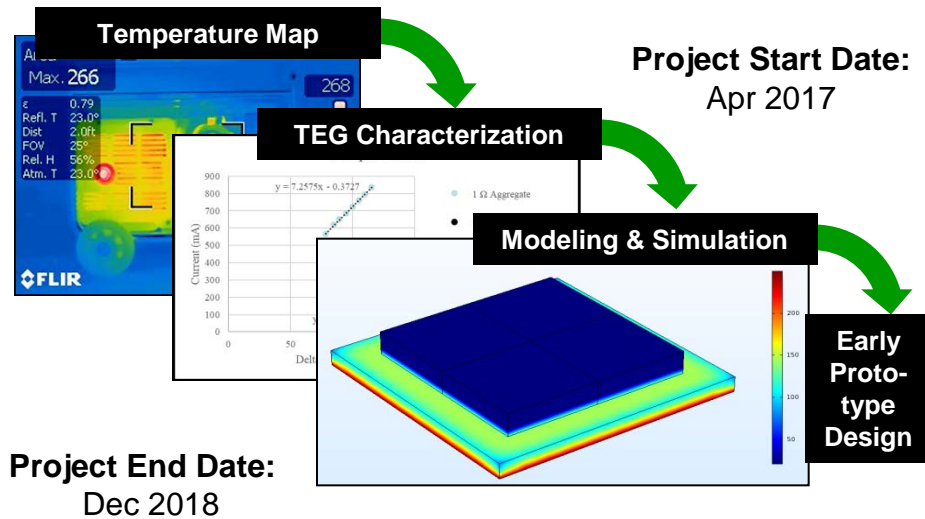 Temperature Map
Max. 266
268
ε 0.79
Refl. T 23.0°
Dist 2.0ft
FOV 25°
Rel. H 56%
Atm. T 23.0°
FLIR
Project Start Date:
Apr 2017
TEG Characterization
y = 7.2575x - 0.3727
1 Ω Aggregate
Current (mA)
900
800
700
600
500
400
300
200
100
0
0
50
y
Modeling & Simulation
200
150
100
50
Early
Proto-
type
Design
Project End Date:
Dec 2018